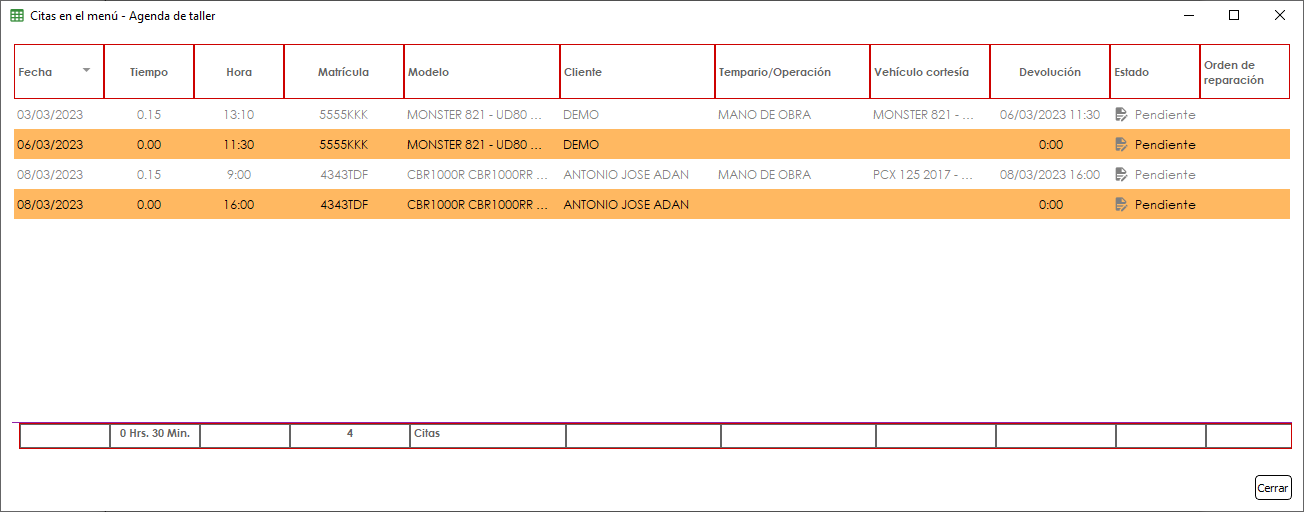 Citas en el menú - Agenda de taller
Fecha Tiempo Hora Matrícula Modelo Cliente Tempario/Operación Vehículo cortesía Devolución Estado Orden de reparación
03/03/2023 0.15 13:10 5555KKK MONSTER 821 - UD80 ... DEMO MANO DE OBRA MONSTER 821 - ... 06/03/2023 11:30 Pendiente
06/03/2023 0.00 11:30 5555KKK MONSTER 821 - UD80 ... DEMO 0:00 Pendiente
08/03/2023 0.15 9:00 4343TDF CBR1000R CBR1000RR ... ANTONIO JOSE ADAN MANO DE OBRA PCX 125 2017 - ... 08/03/2023 16:00 Pendiente
08/03/2023 0.00 16:00 4343TDF CBR1000R CBR1000RR ... ANTONIO JOSE ADAN 0:00 Pendiente
0 Hrs. 30 Min. 4 Citas
Cerrar